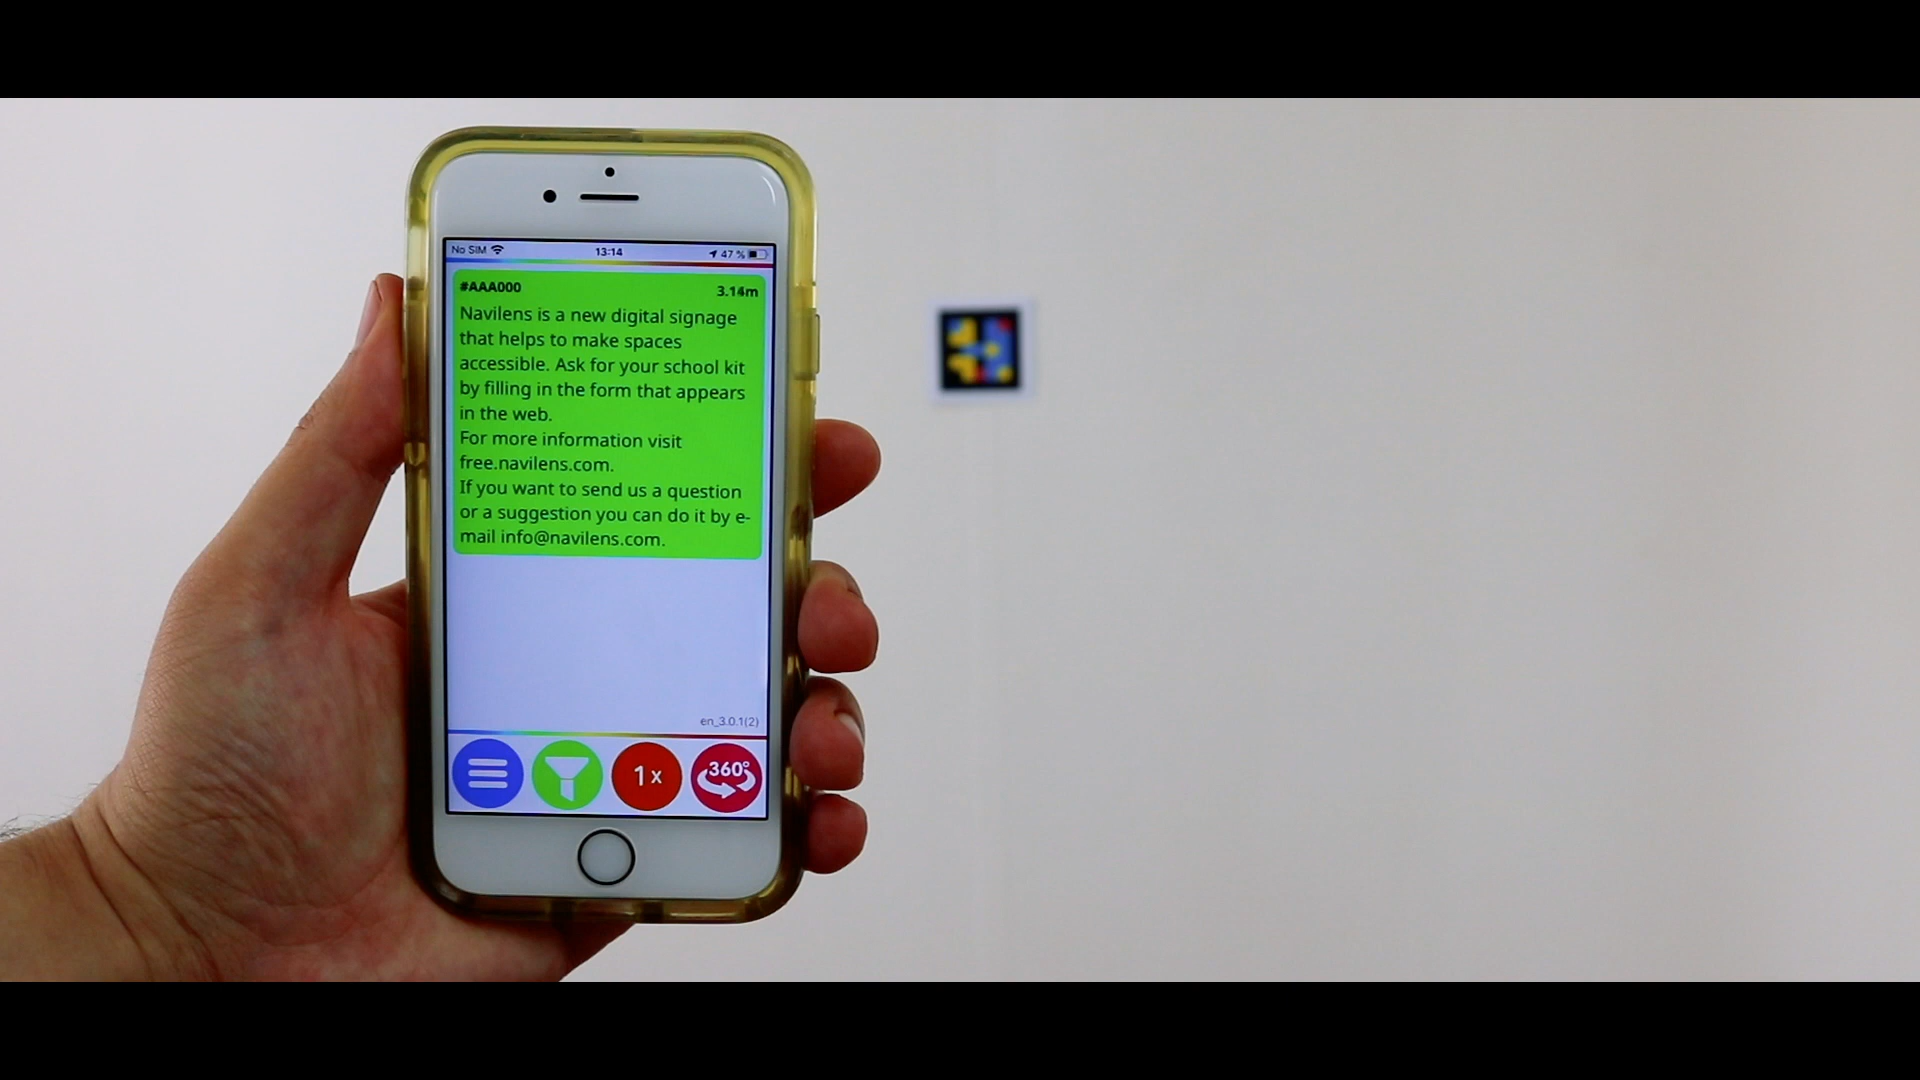 No SIM 13:14 47 %
#AAA000 3.14m
Navilens is a new digital signage
that helps to make spaces
accessible. Ask for your school kit
by filling in the form that appears
in the web.
For more information visit
free.navilens.com.
If you want to send us a question
or a suggestion you can do it by e-
mail info@navilens.com.
en_3.0.1(2)
1 x 360°